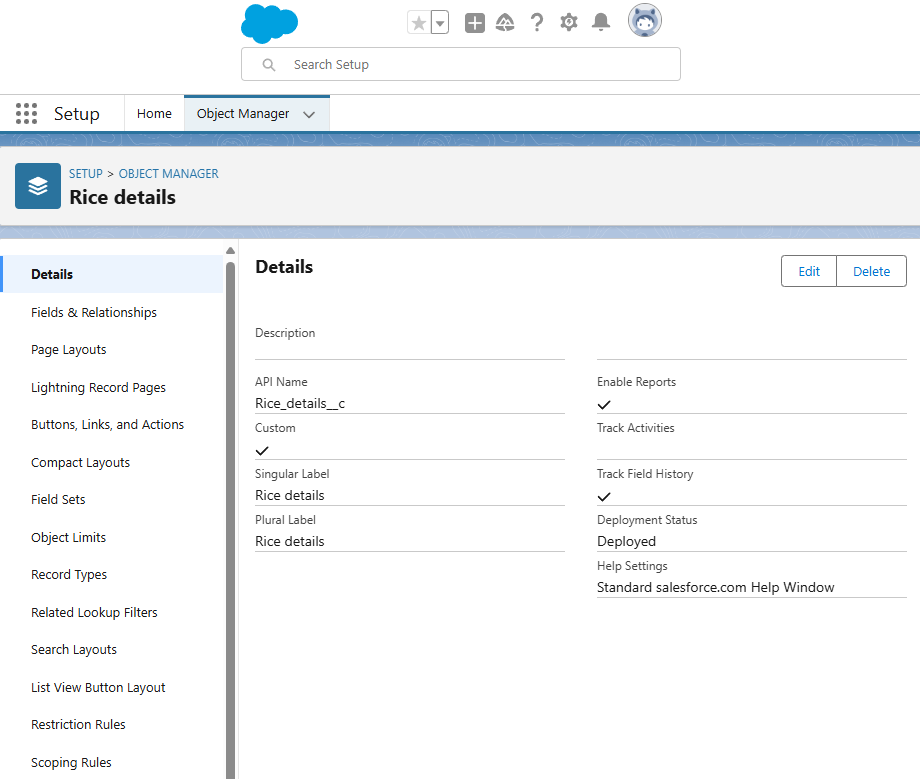 Search Setup
Setup
Home
Object Manager
SETUP > OBJECT MANAGER
Rice details
Details
Fields & Relationships
Page Layouts
Lightning Record Pages
Buttons, Links, and Actions
Compact Layouts
Field Sets
Object Limits
Record Types
Related Lookup Filters
Search Layouts
List View Button Layout
Restriction Rules
Scoping Rules
Details
Edit
Delete
Description
API Name
Rice_details__c
Custom
Singular Label
Rice details
Plural Label
Rice details
Enable Reports
Track Activities
Track Field History
Deployment Status
Deployed
Help Settings
Standard salesforce.com Help Window